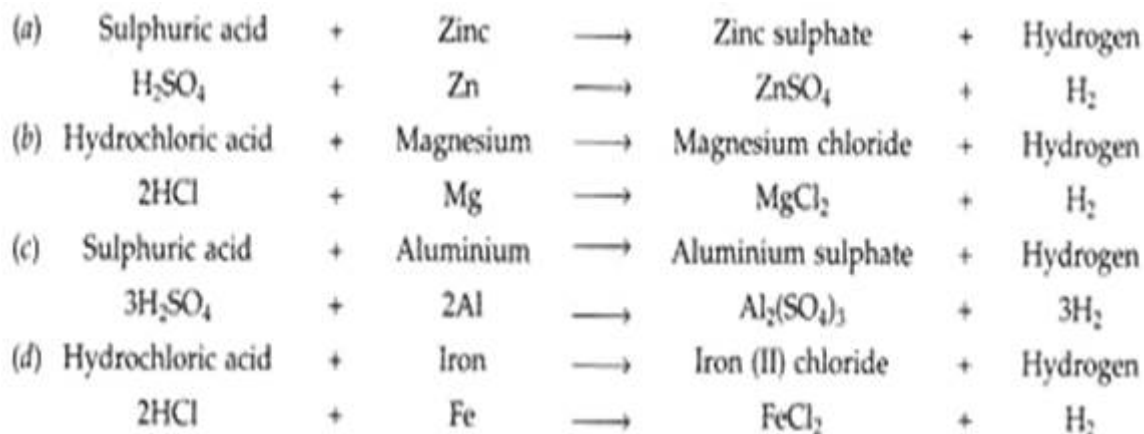 (a) Sulphuric acid + Zinc ⟶ Zinc sulphate + Hydrogen
H₂SO₄ + Zn ⟶ ZnSO₄ + H₂
(b) Hydrochloric acid + Magnesium ⟶ Magnesium chloride + Hydrogen
2HCl + Mg ⟶ MgCl₂ + H₂
(c) Sulphuric acid + Aluminium ⟶ Aluminium sulphate + Hydrogen
3H₂SO₄ + 2Al ⟶ Al₂(SO₄)₃ + 3H₂
(d) Hydrochloric acid + Iron ⟶ Iron (II) chloride + Hydrogen
2HCl + Fe ⟶ FeCl₂ + H₂